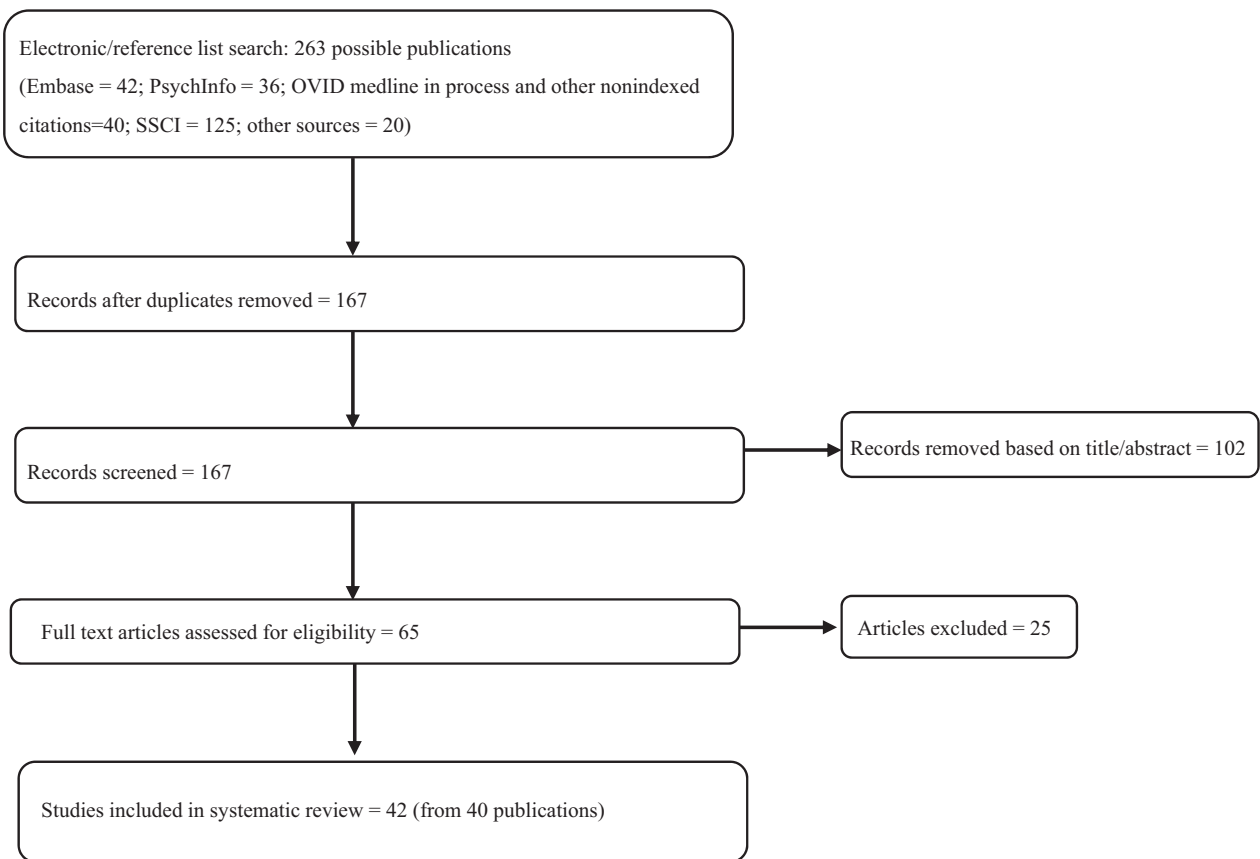 Electronic/reference list search: 263 possible publications
(Embase = 42; PsychInfo = 36; OVID medline in process and other nonindexed
citations=40; SSCI = 125; other sources = 20)
Records after duplicates removed = 167
Records screened = 167
Records removed based on title/abstract = 102
Full text articles assessed for eligibility = 65
Articles excluded = 25
Studies included in systematic review = 42 (from 40 publications)